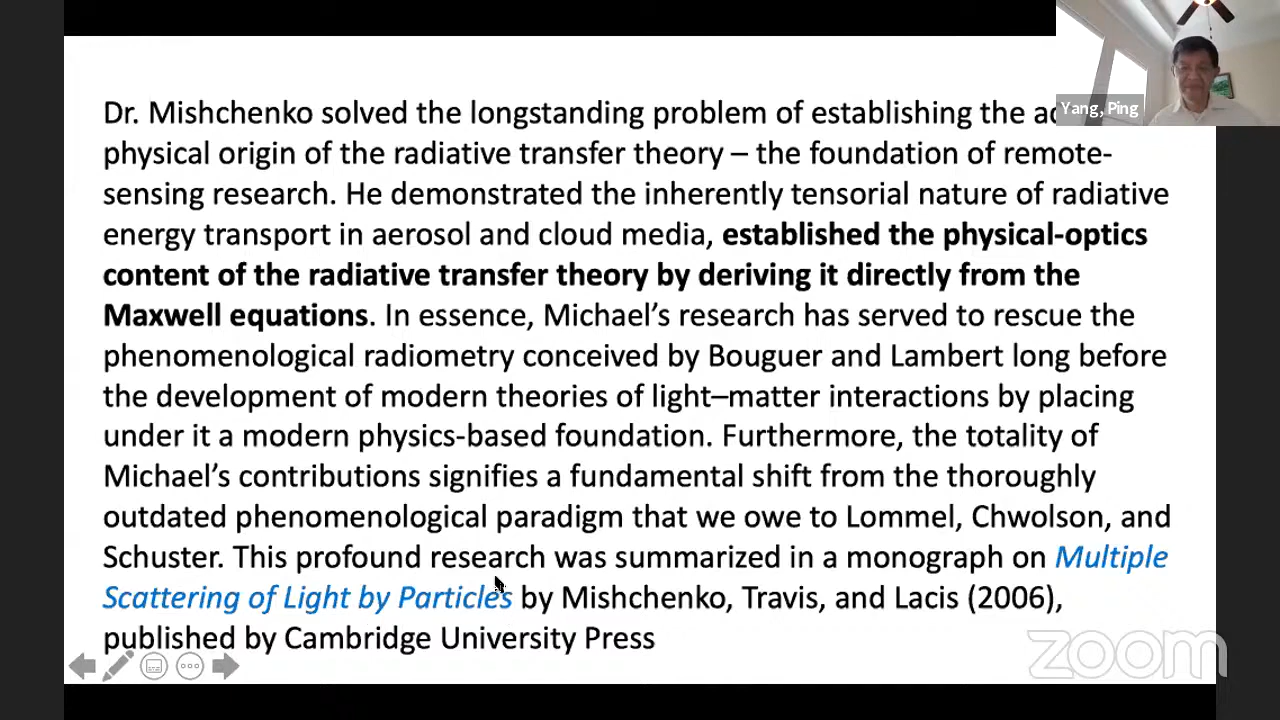 Dr. Mishchenko solved the longstanding problem of establishing the
physical origin of the radiative transfer theory – the foundation of remote-
sensing research. He demonstrated the inherently tensorial nature of radiative
energy transport in aerosol and cloud media, established the physical-optics
content of the radiative transfer theory by deriving it directly from the
Maxwell equations. In essence, Michael’s research has served to rescue the
phenomenological radiometry conceived by Bouguer and Lambert long before
the development of modern theories of light–matter interactions by placing
under it a modern physics-based foundation. Furthermore, the totality of
Michael’s contributions signifies a fundamental shift from the thoroughly
outdated phenomenological paradigm that we owe to Lommel, Chwolson, and
Schuster. This profound research was summarized in a monograph on Multiple
Scattering of Light by Particles by Mishchenko, Travis, and Lacis (2006),
published by Cambridge University Press
Yang, Ping
zoom